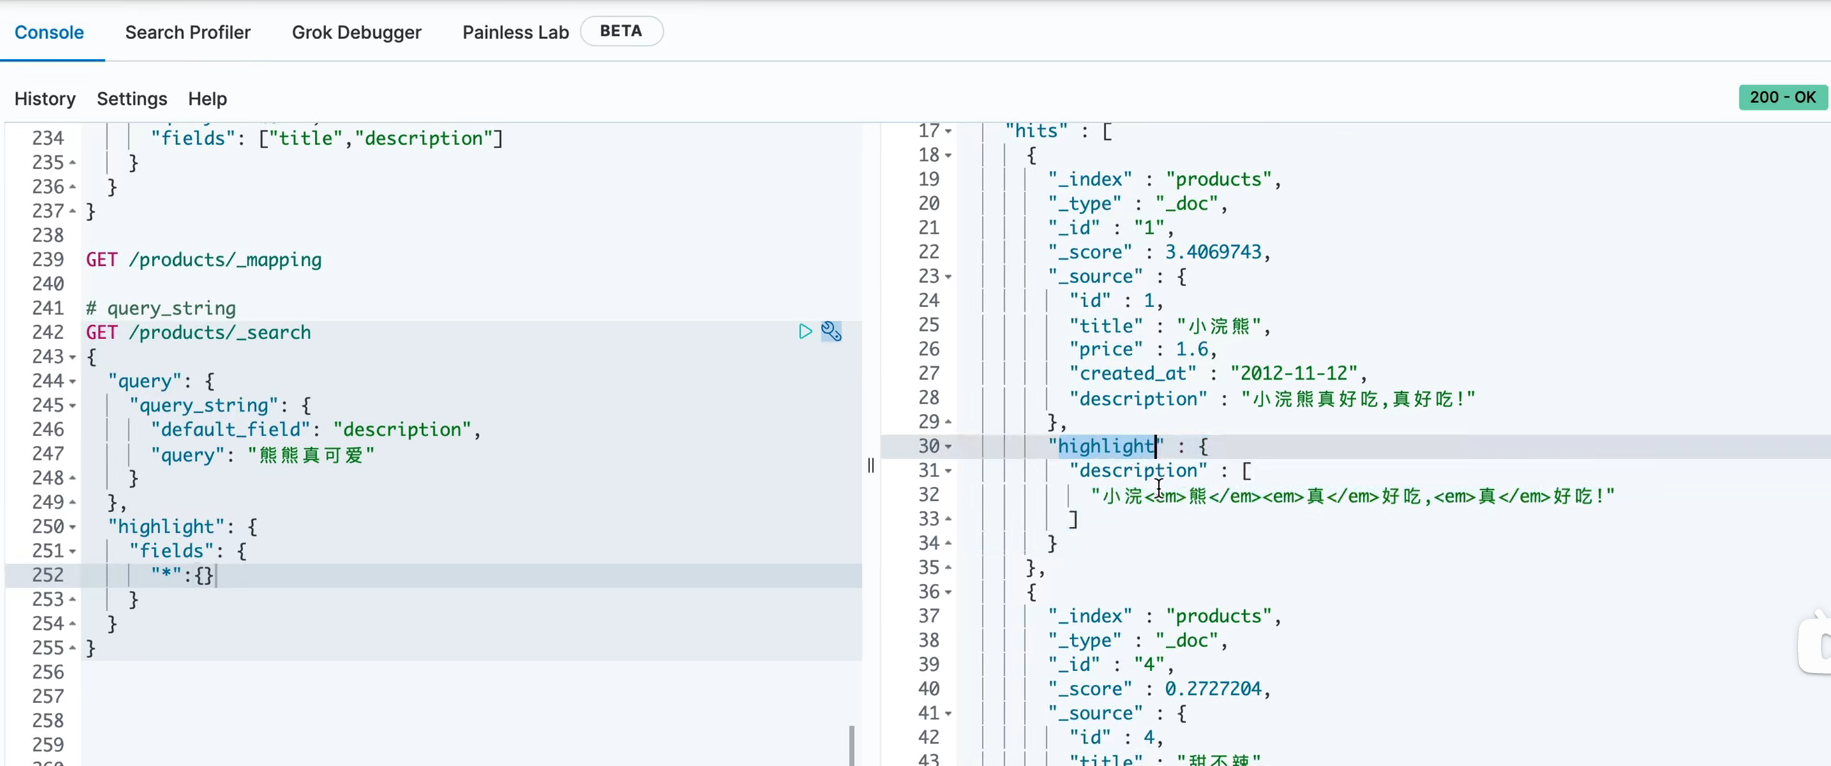 Console Search Profiler Grok Debugger Painless Lab BETA
History Settings Help
200 - OK
234 "fields": ["title","description"]
235 }
236 }
237 }
238
239 GET /products/_mapping
240
241 # query_string
242 GET /products/_search
243 {
244 "query": {
245 "query_string": {
246 "default_field": "description",
247 "query": "熊熊真可爱"
248 }
249 },
250 "highlight": {
251 "fields": {
252 "*":{}
253 }
254 }
255 }
256
257
258
259
17 "hits" : [
18 {
19 "_index" : "products",
20 "_type" : "_doc",
21 "_id" : "1",
22 "_score" : 3.4069743,
23 "_source" : {
24 "id" : 1,
25 "title" : "小浣熊",
26 "price" : 1.6,
27 "created_at" : "2012-11-12",
28 "description" : "小浣熊真好吃,真好吃!"
29 },
30 "highlight" : {
31 "description" : [
32 "小浣<em>熊</em><em>真</em>好吃,<em>真</em>好吃!"
33 ]
34 }
35 },
36 {
37 "_index" : "products",
38 "_type" : "_doc",
39 "_id" : "4",
40 "_score" : 0.2727204,
41 "_source" : {
42 "id" : 4,
43 "title" : "甜不辣"